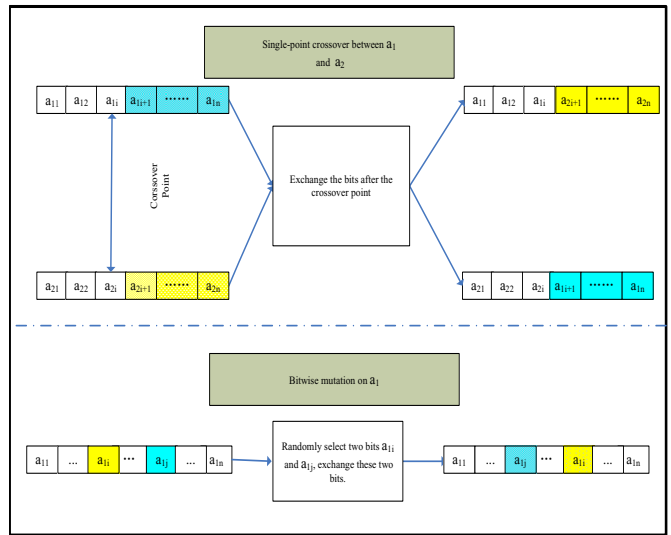 Single-point crossover between a1
and a2
a11 a12 a1i a1i+1 ...... a1n
a11 a12 a1i a2i+1 ...... a2n
Corssover
Point
Exchange the bits after the
crossover point
a21 a22 a2i a2i+1 ...... a2n
a21 a22 a2i a1i+1 ...... a1n
Bitwise mutation on a1
a11 ... a1i ... a1j ... a1n
Randomly select two bits a1i
and a1j, exchange these two
bits.
a11 ... a1j ... a1i ... a1n